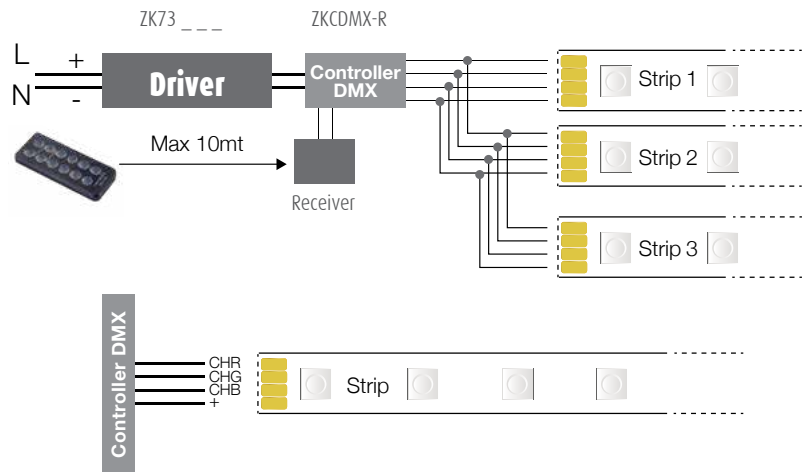 ZK73 _ _ _
ZKCDMX-R
L +
N -
Driver
Controller
DMX
Strip 1
Max 10mt
Receiver
Strip 2
Strip 3
Controller DMX
CHR
CHG
CHB
+
Strip